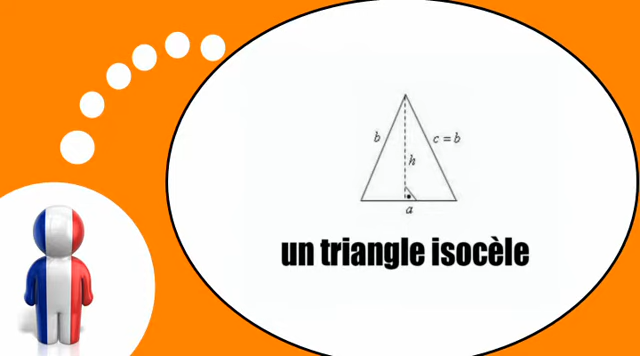 b
c = b
h
a
un triangle isocèle